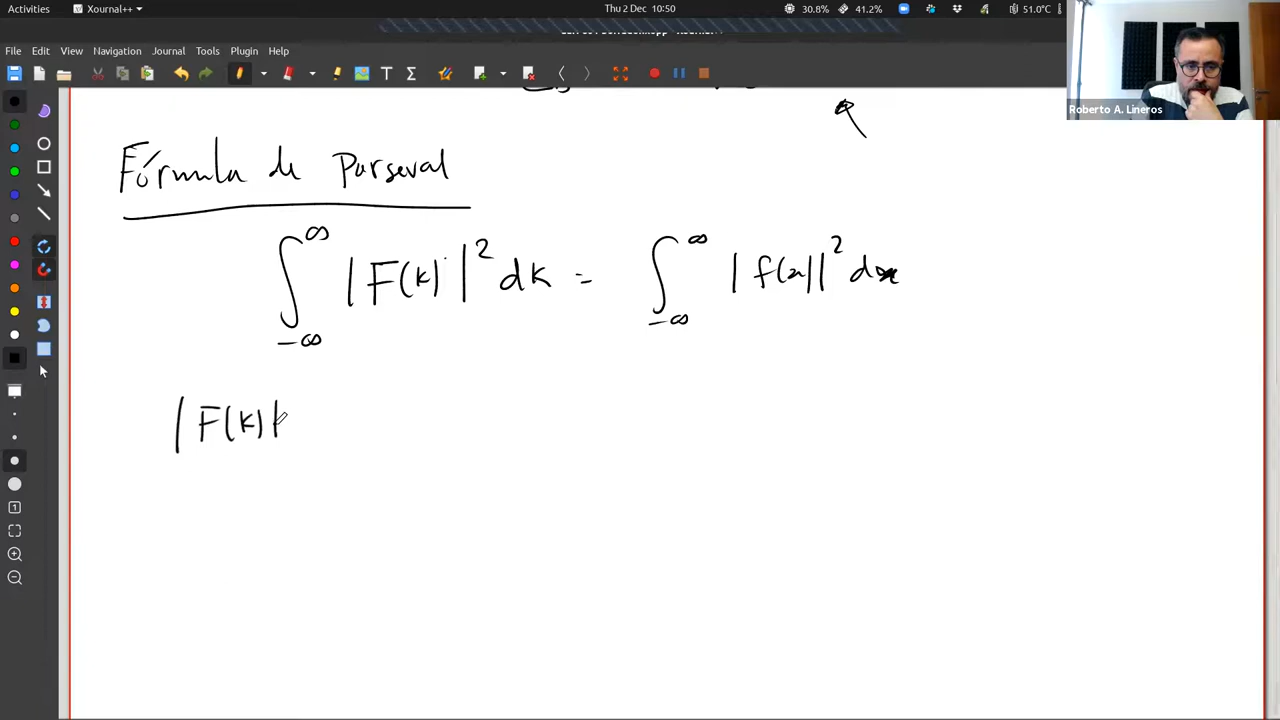 Activities Xournal++ Thu 2 Dec 10:50 30.8% 41.2% 51.0°C
File Edit View Navigation Journal Tools Plugin Help
Roberto A. Lineros
Fórmula de Parseval
∫_{-∞}^{∞} |F(k)|² dk = ∫_{-∞}^{∞} |f(x)|² dx
|F(k)|